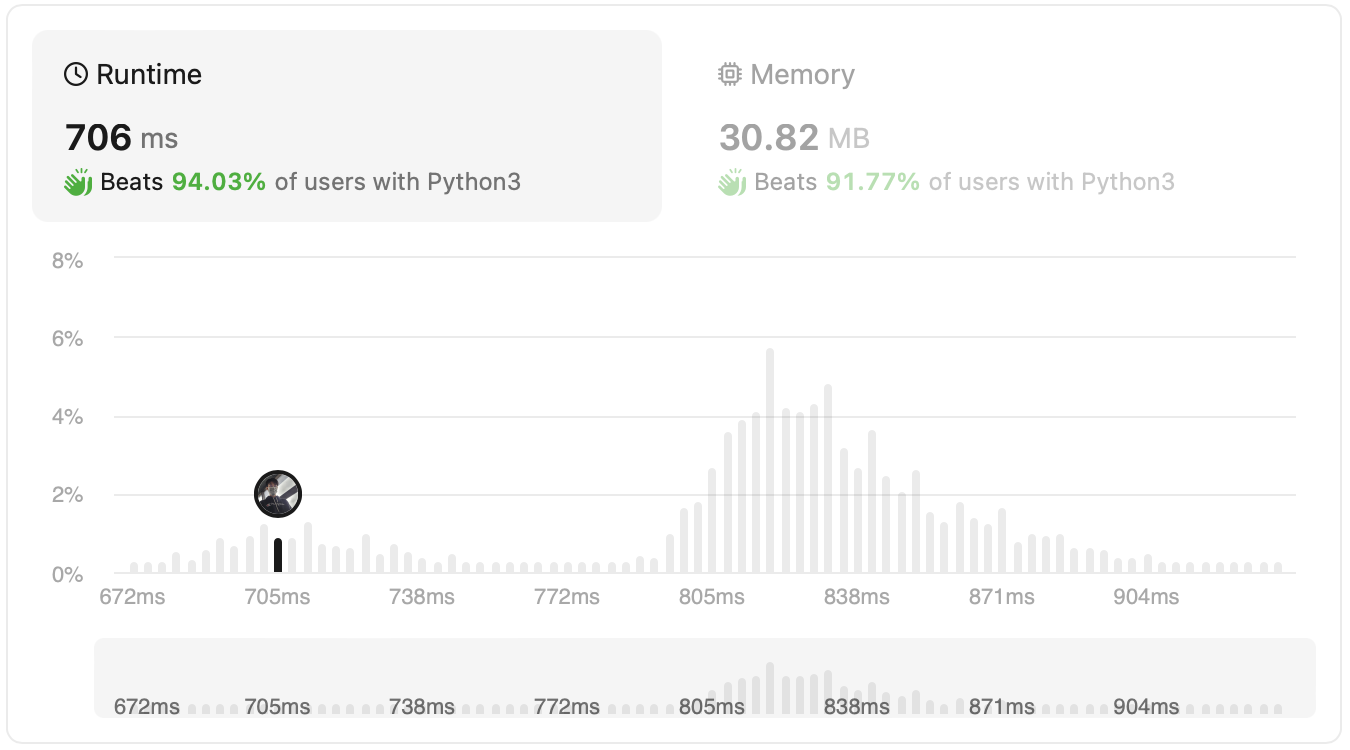 Runtime
706 ms
Beats 94.03% of users with Python3
Memory
30.82 MB
Beats 91.77% of users with Python3
8%
6%
4%
2%
0%
672ms 705ms 738ms 772ms 805ms 838ms 871ms 904ms
672ms 705ms 738ms 772ms 805ms 838ms 871ms 904ms